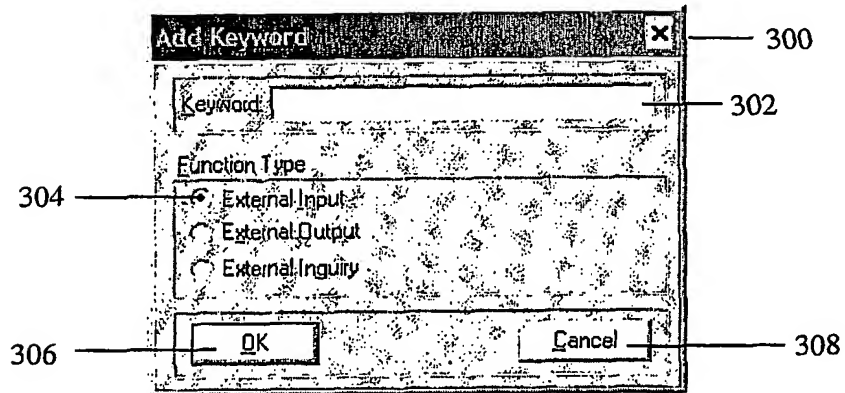 Add Keyword
300
Keyword:
302
Function Type
304
External Input
External Output
External Inquiry
306
OK
Cancel
308